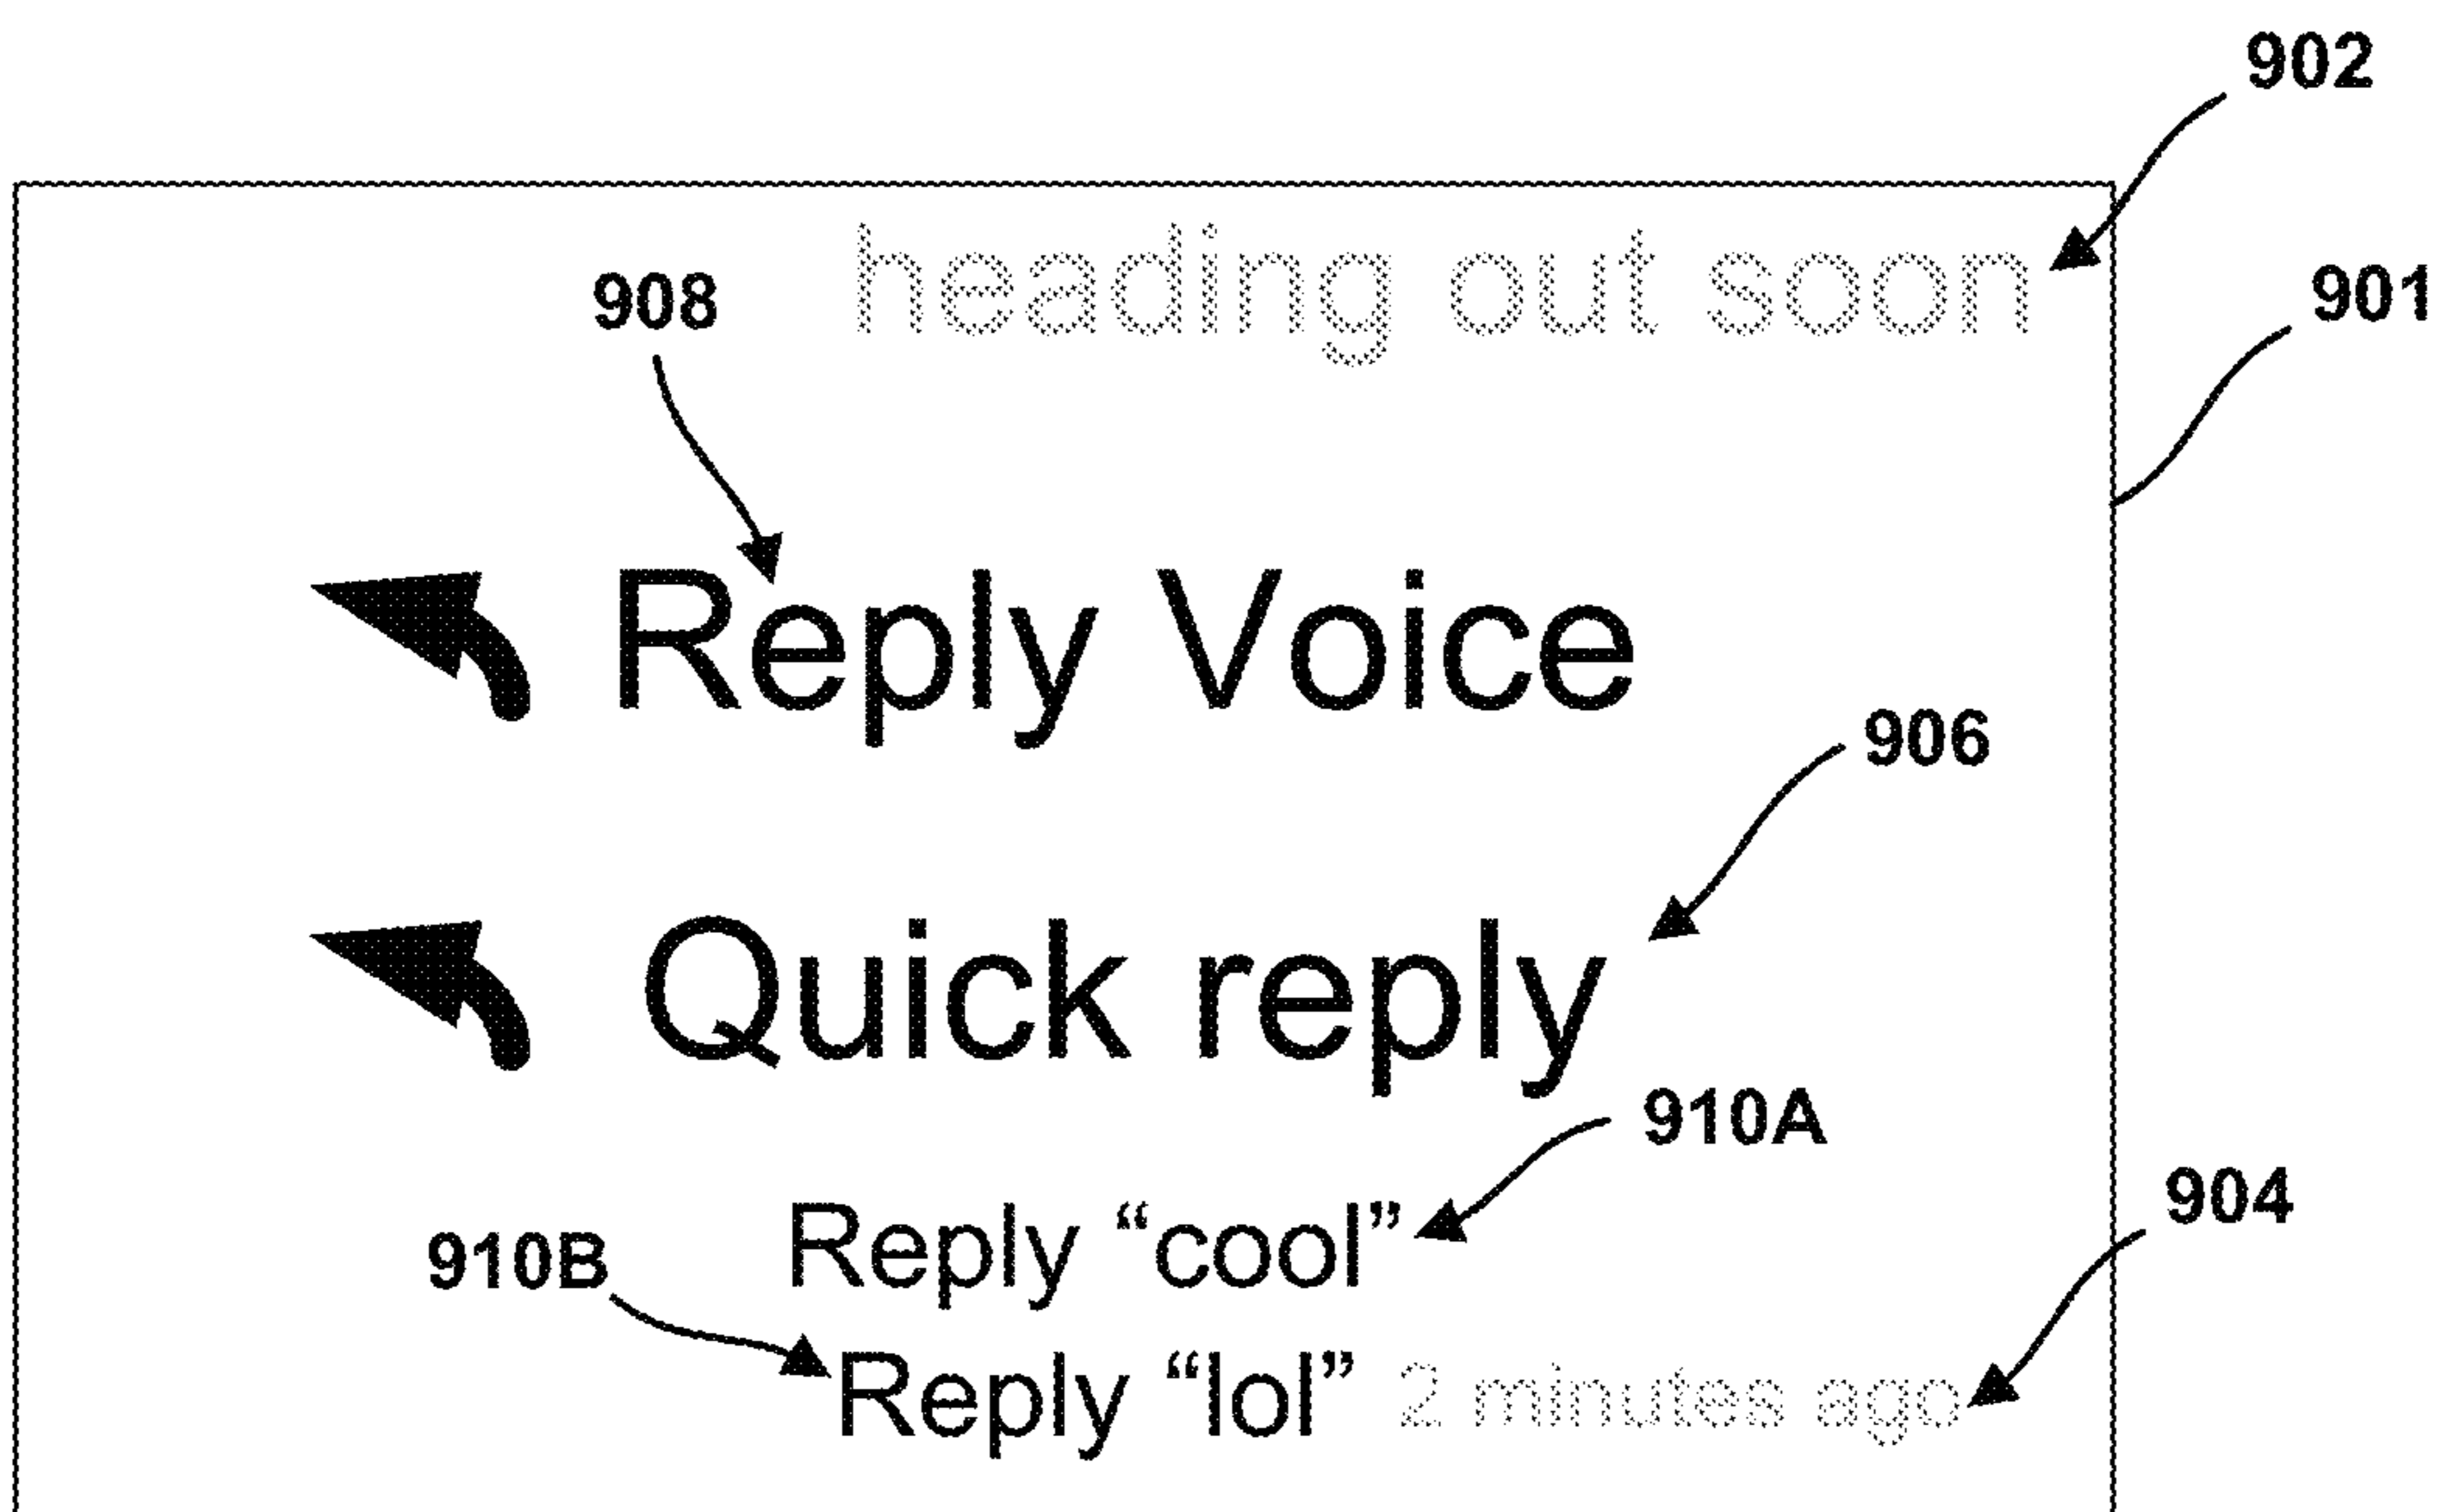 902
heading out soon
908
901
Reply Voice
906
Quick reply
910A
904
Reply “cool”
910B
Reply “lol” 2 minutes ago